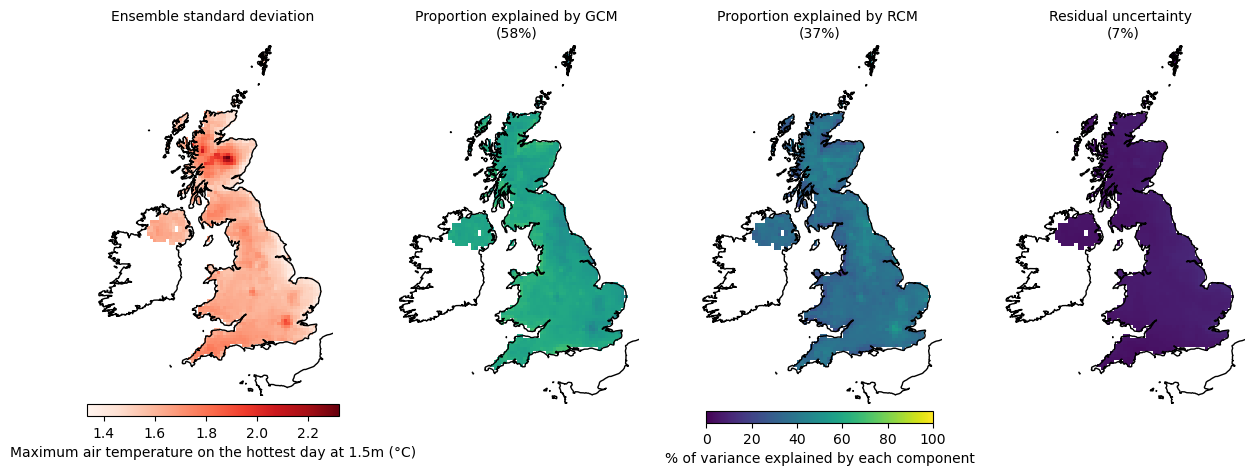 Ensemble standard deviation
Proportion explained by GCM
(58%)
Proportion explained by RCM
(37%)
Residual uncertainty
(7%)
1.4 1.6 1.8 2.0 2.2
Maximum air temperature on the hottest day at 1.5m (°C)
0 20 40 60 80 100
% of variance explained by each component